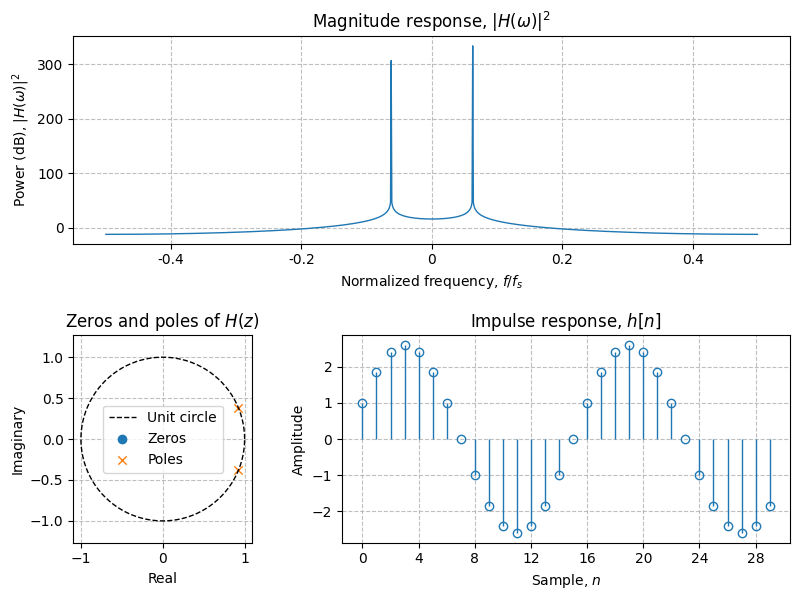 Magnitude response, |H(ω)|²
Power (dB), |H(ω)|²
300
200
100
0
-0.4
-0.2
0
0.2
0.4
Normalized frequency, f/fₛ
Zeros and poles of H(z)
Imaginary
1.0
0.5
0.0
−0.5
−1.0
Unit circle
Zeros
Poles
−1
0
1
Real
Impulse response, h[n]
Amplitude
2
1
0
−1
−2
0
4
8
12
16
20
24
28
Sample, n